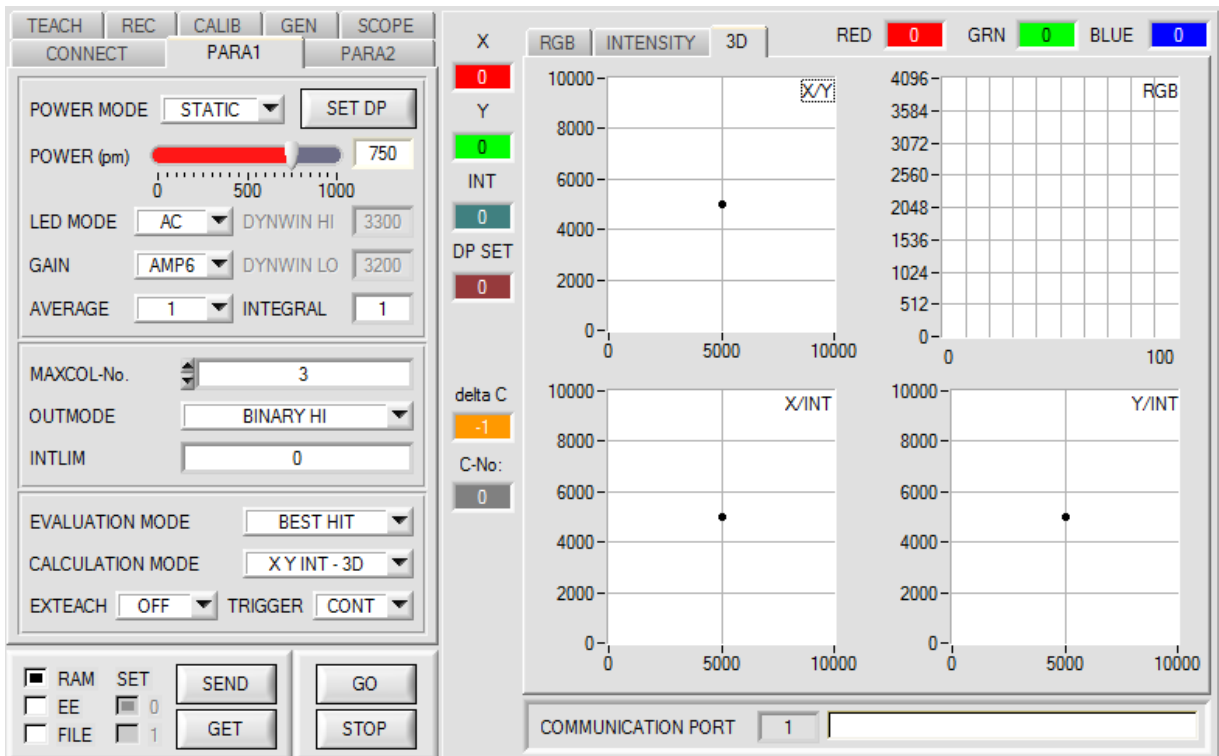 TEACH REC CALIB GEN SCOPE
CONNECT PARA1 PARA2
POWER MODE STATIC SET DP
POWER (pm) 750
0 500 1000
LED MODE AC DYNWIN HI 3300
GAIN AMP6 DYNWIN LO 3200
AVERAGE 1 INTEGRAL 1
MAXCOL-No. 3
OUTMODE BINARY HI
INTLIM 0
EVALUATION MODE BEST HIT
CALCULATION MODE X Y INT - 3D
EXTEACH OFF TRIGGER CONT
RAM SET
EE 0
FILE 1
SEND
GET
GO
STOP
X
0
Y
0
INT
0
DP SET
0
delta C
-1
C-No:
0
RGB INTENSITY 3D RED 0 GRN 0 BLUE 0
X/Y
10000
8000
6000
4000
2000
0
0 5000 10000
RGB
4096
3584
3072
2560
2048
1536
1024
512
0
0 100
X/INT
10000
8000
6000
4000
2000
0
0 5000 10000
Y/INT
10000
8000
6000
4000
2000
0
0 5000 10000
COMMUNICATION PORT 1